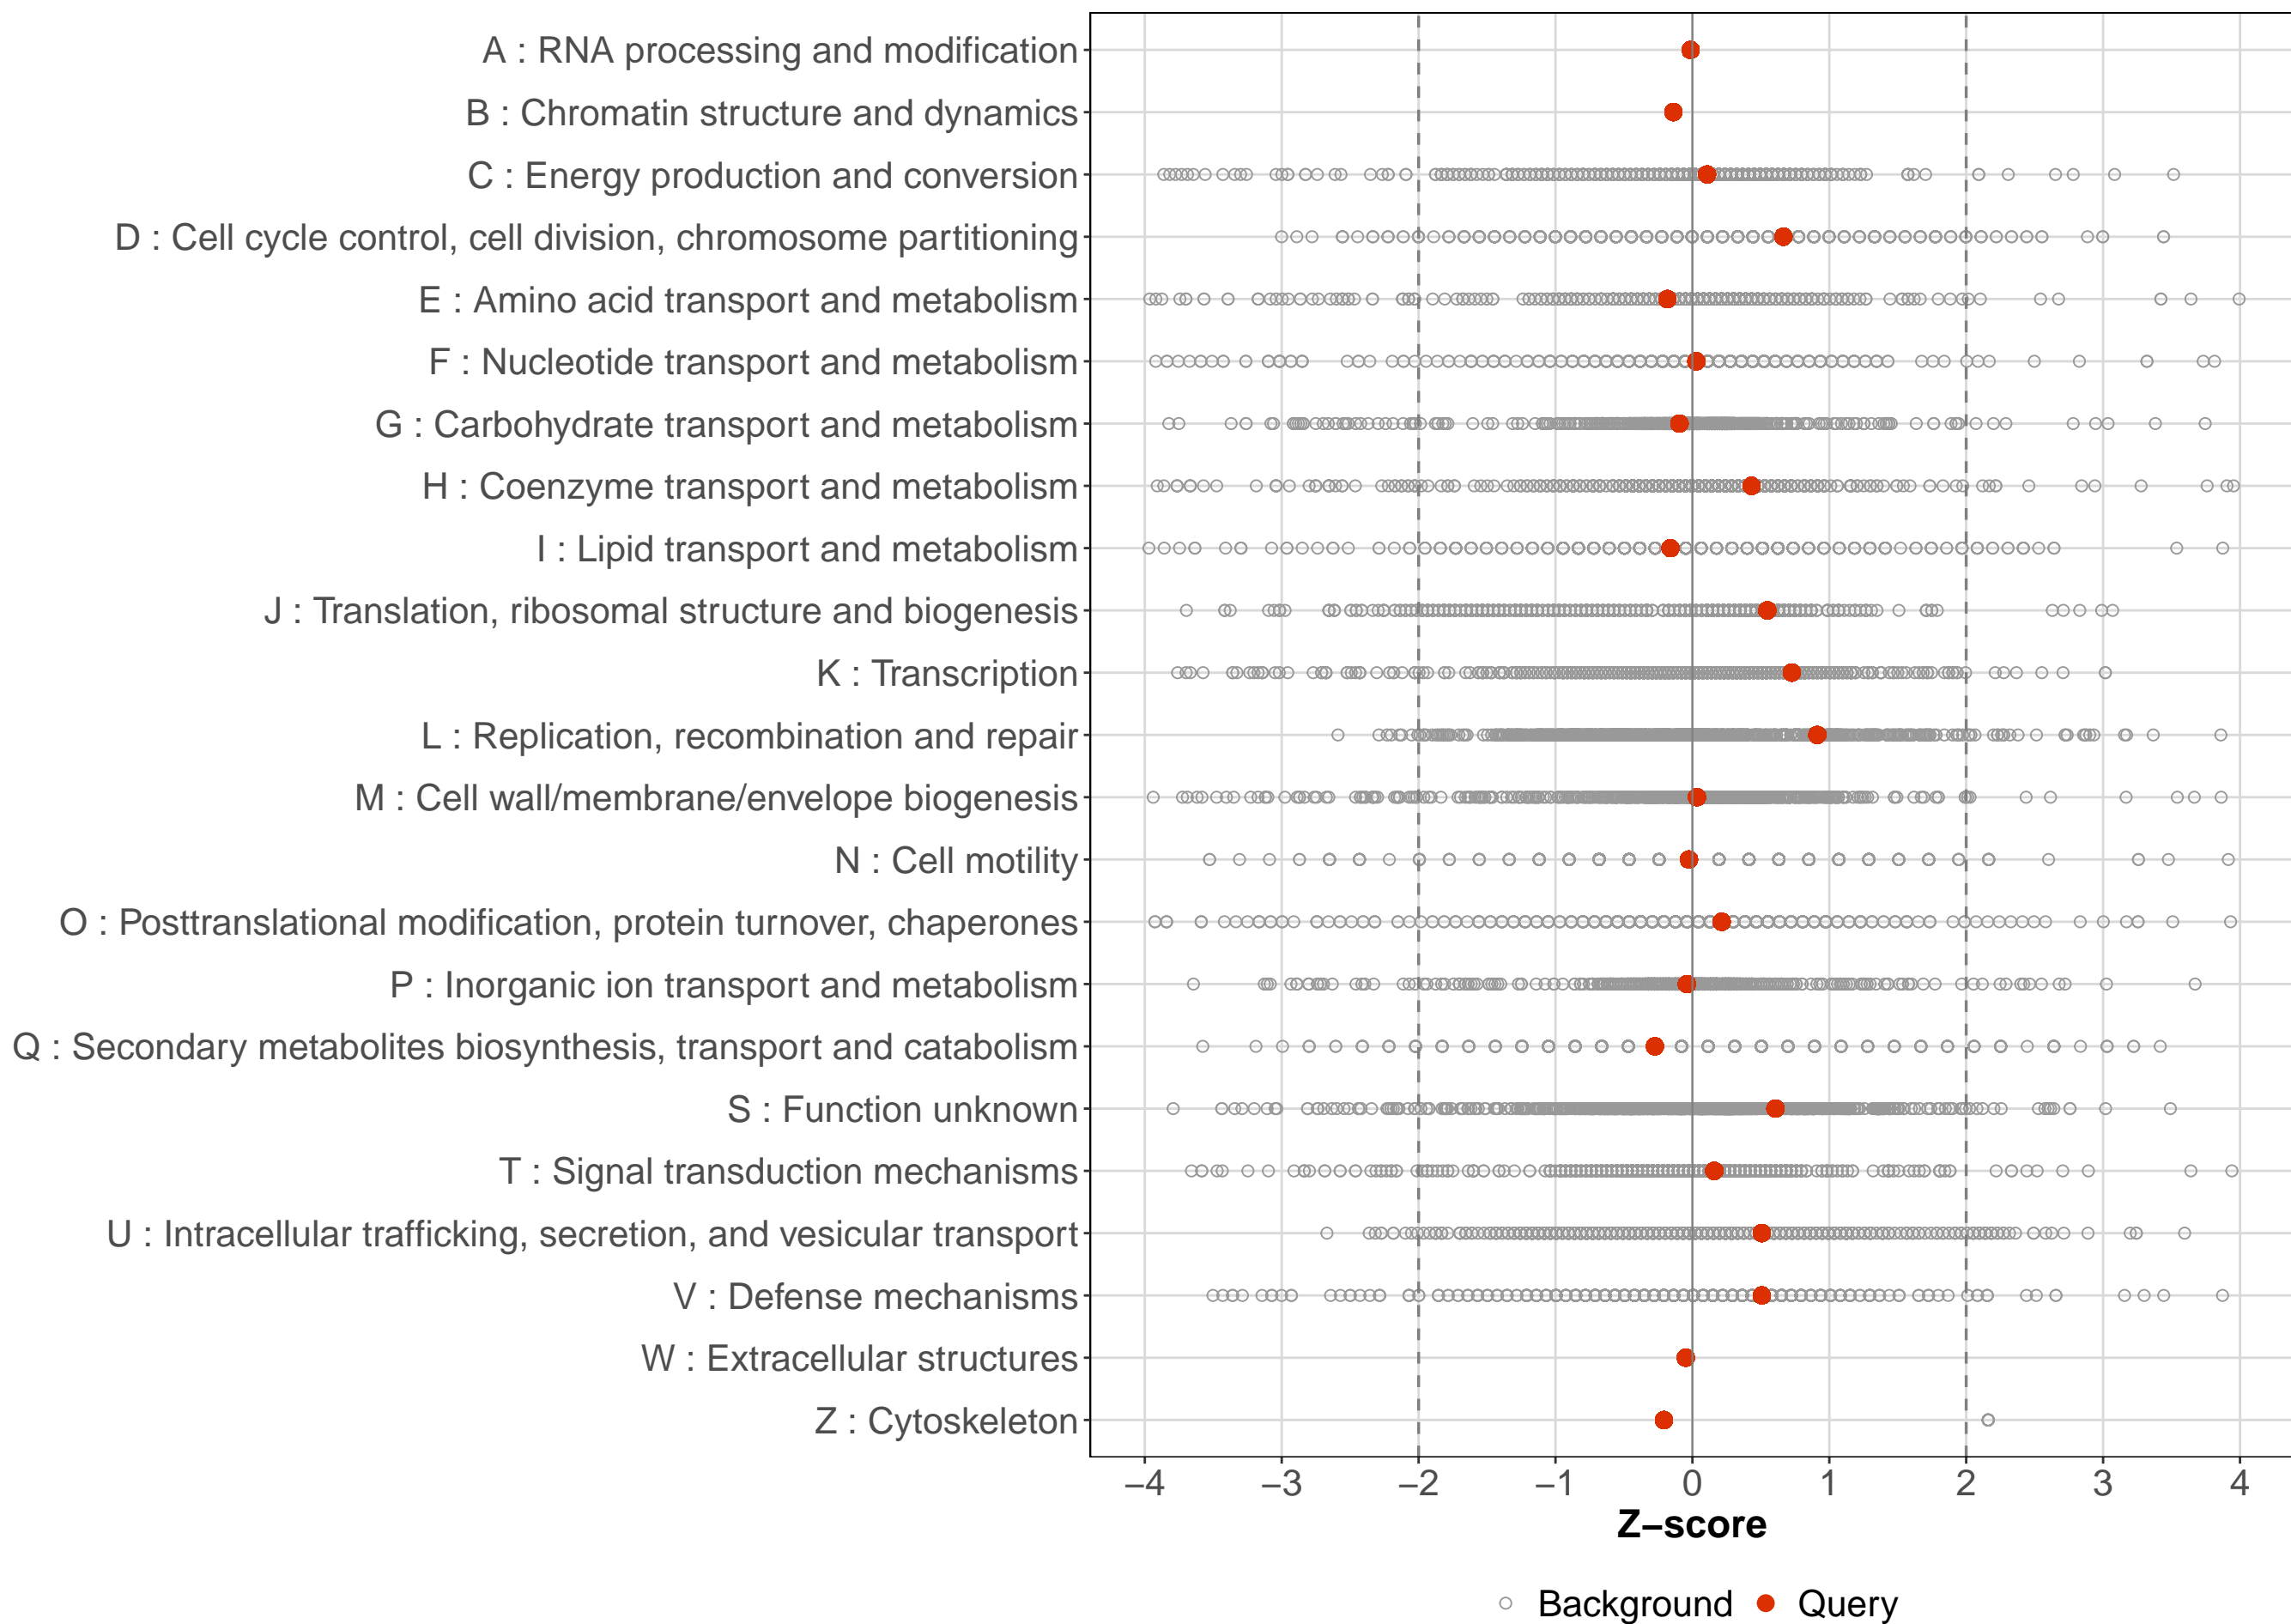 A : RNA processing and modification
B : Chromatin structure and dynamics
C : Energy production and conversion
D : Cell cycle control, cell division, chromosome partitioning
E : Amino acid transport and metabolism
F : Nucleotide transport and metabolism
G : Carbohydrate transport and metabolism
H : Coenzyme transport and metabolism
I : Lipid transport and metabolism
J : Translation, ribosomal structure and biogenesis
K : Transcription
L : Replication, recombination and repair
M : Cell wall/membrane/envelope biogenesis
N : Cell motility
O : Posttranslational modification, protein turnover, chaperones
P : Inorganic ion transport and metabolism
Q : Secondary metabolites biosynthesis, transport and catabolism
S : Function unknown
T : Signal transduction mechanisms
U : Intracellular trafficking, secretion, and vesicular transport
V : Defense mechanisms
W : Extracellular structures
Z : Cytoskeleton
−4 −3 −2 −1 0 1 2 3 4
Z−score
Background Query